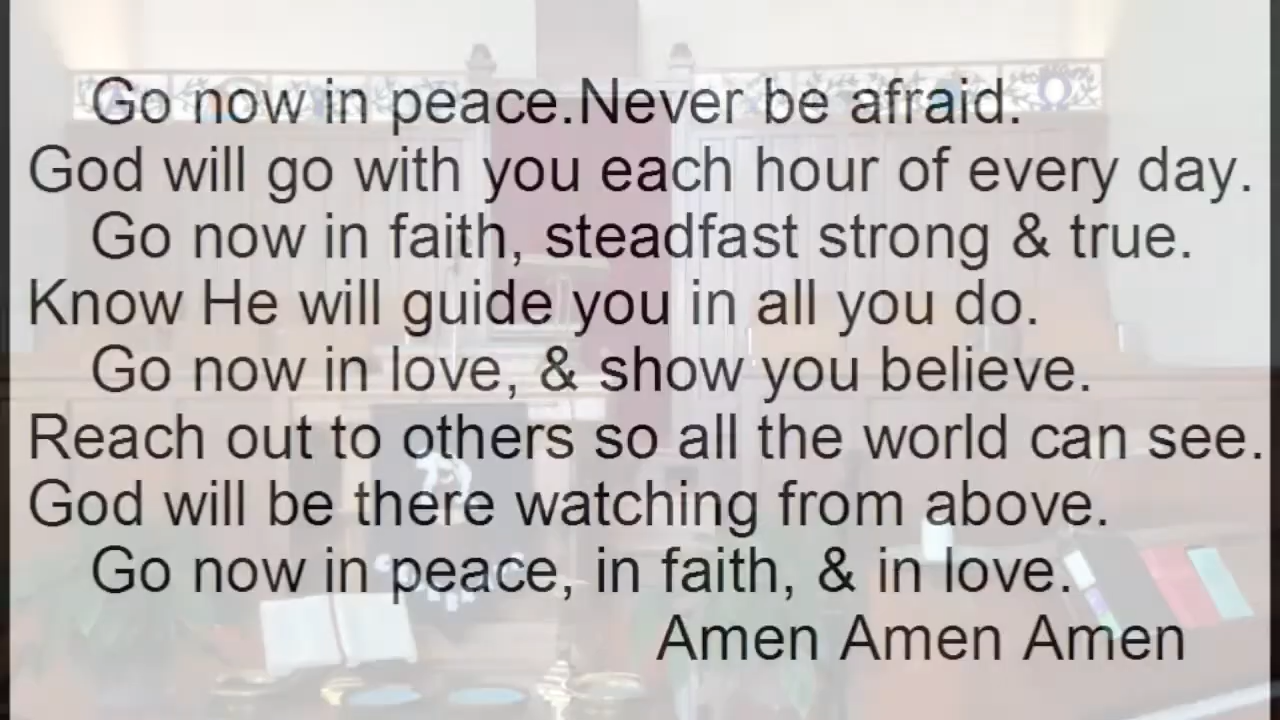 Go now in peace.Never be afraid.
God will go with you each hour of every day.
Go now in faith, steadfast strong & true.
Know He will guide you in all you do.
Go now in love, & show you believe.
Reach out to others so all the world can see.
God will be there watching from above.
Go now in peace, in faith, & in love.
Amen Amen Amen